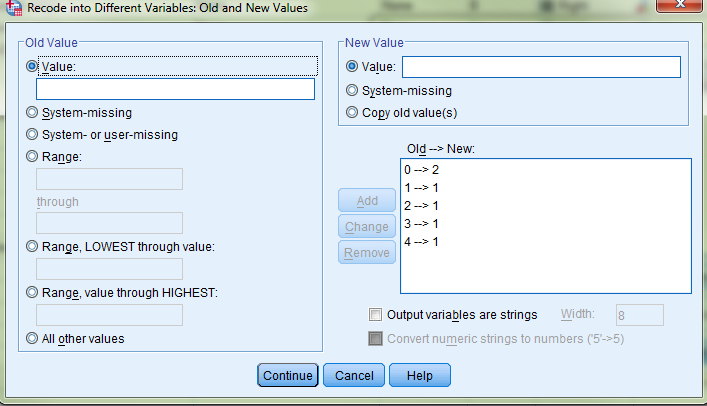 Recode into Different Variables: Old and New Values
Old Value
Value:
System-missing
System- or user-missing
Range:
through
Range, LOWEST through value:
Range, value through HIGHEST:
All other values
New Value
Value:
System-missing
Copy old value(s)
Old --> New:
0 --> 2
1 --> 1
2 --> 1
3 --> 1
4 --> 1
Add
Change
Remove
Output variables are strings
Width:
8
Convert numeric strings to numbers ('5'->5)
Continue
Cancel
Help